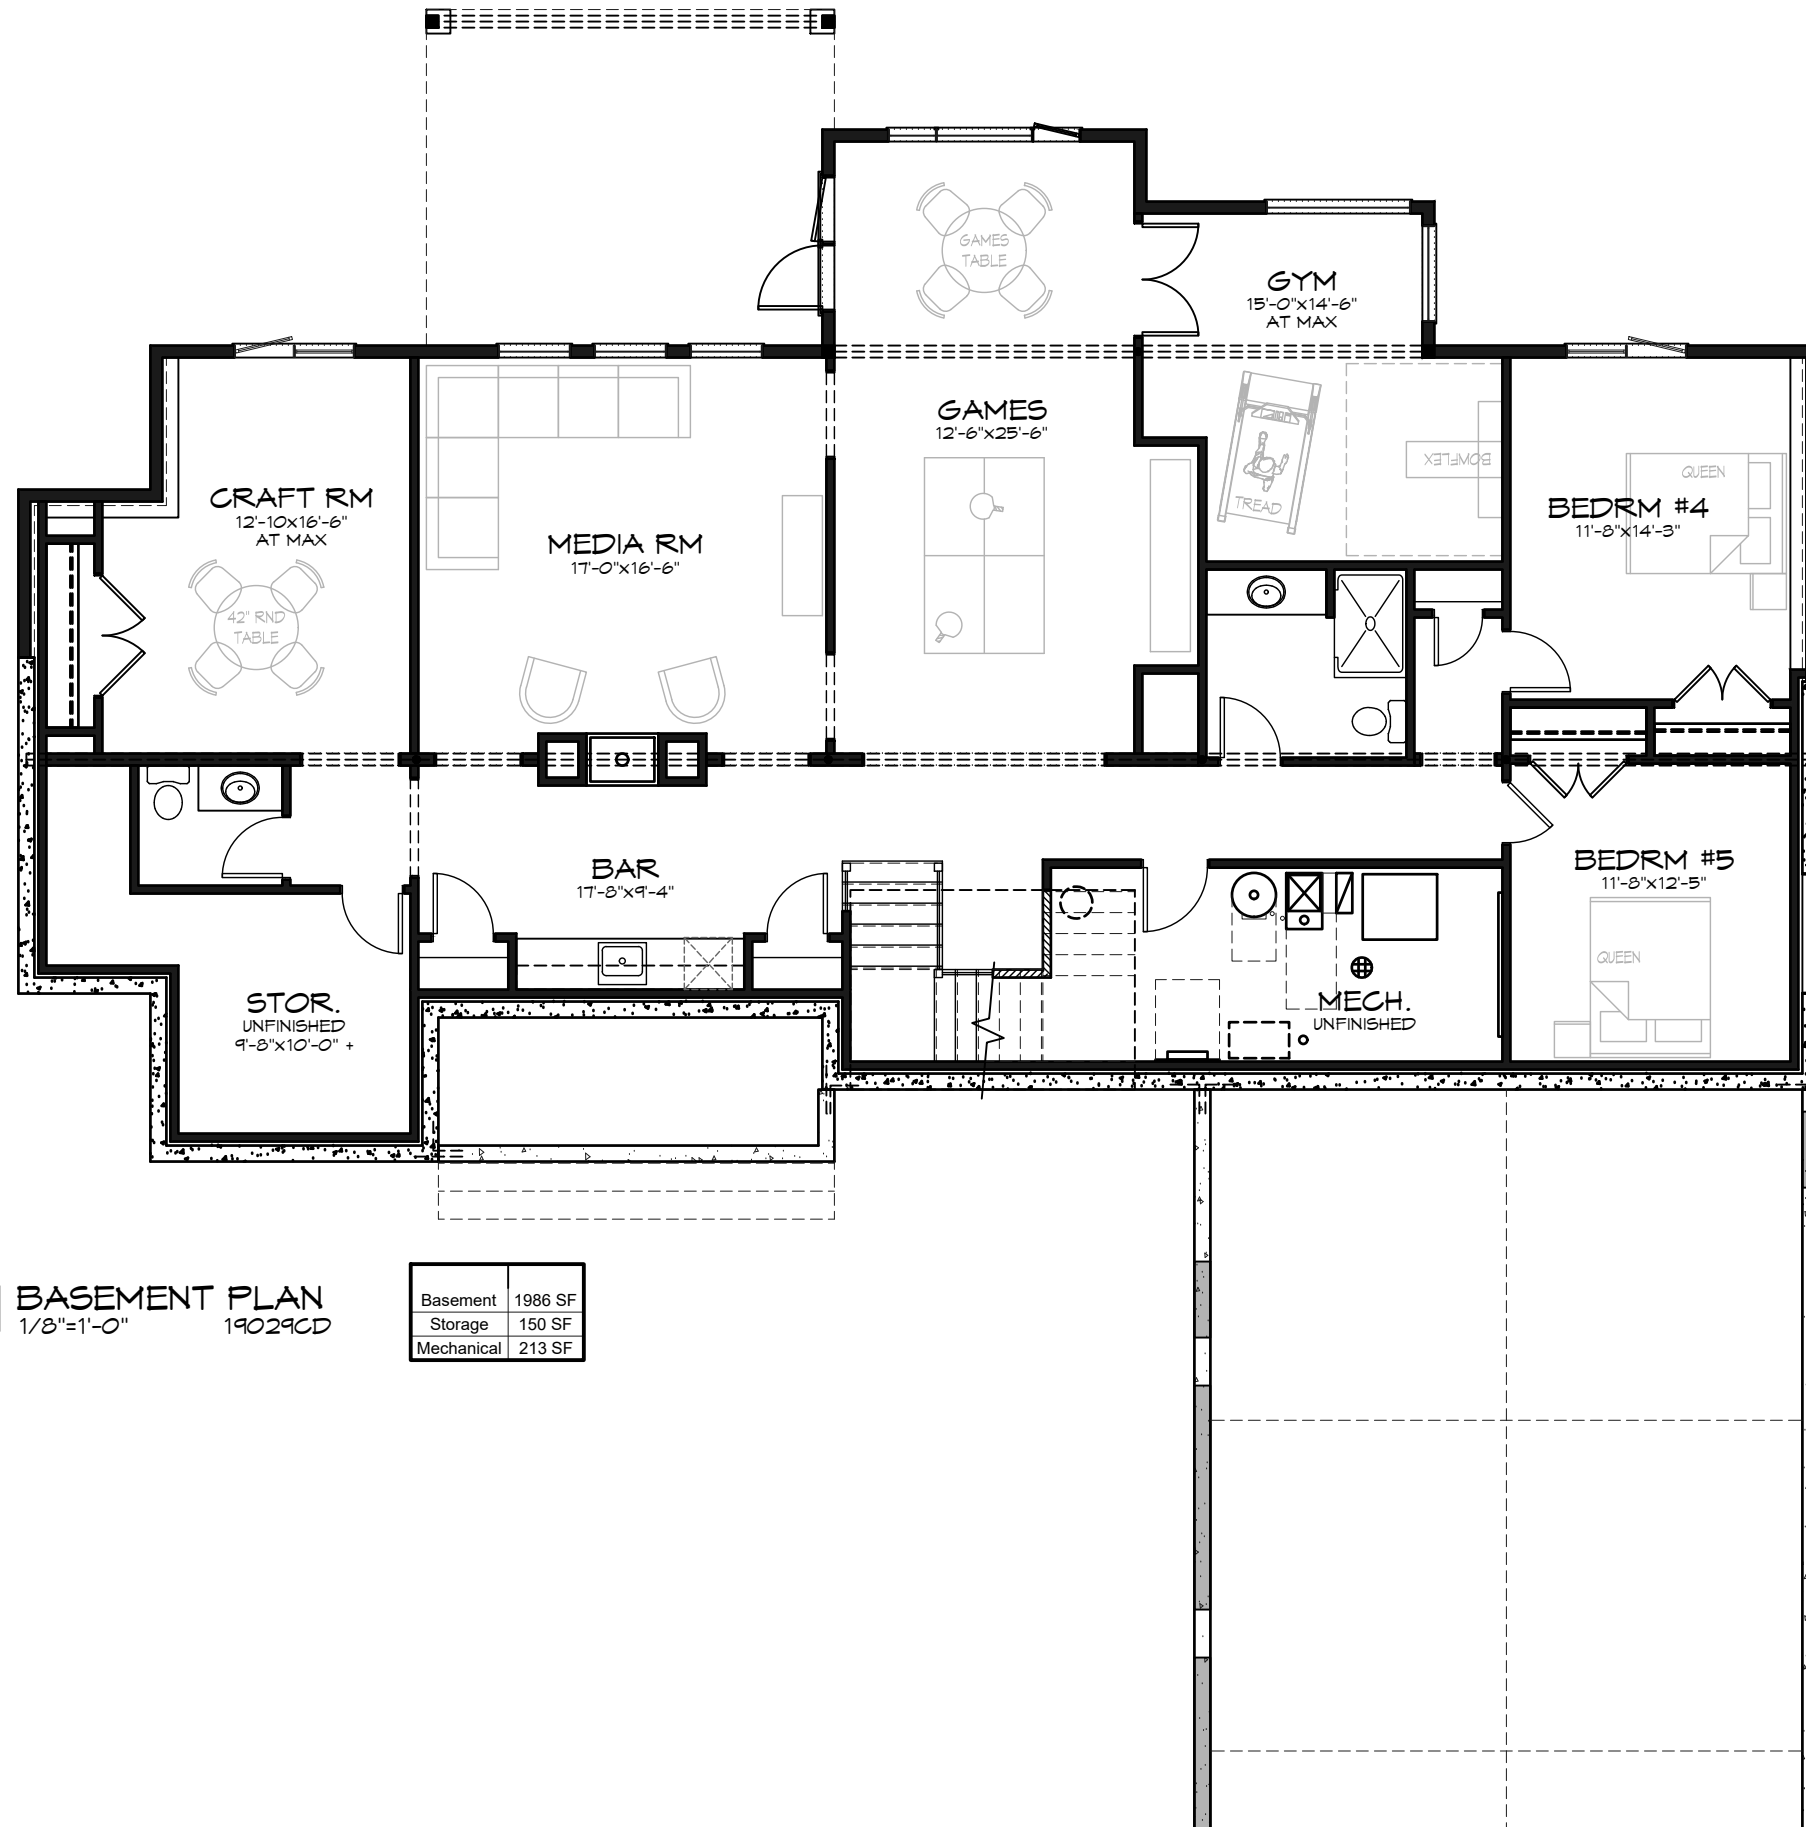 GAMES
TABLE
GYM
15'-0"x14'-6"
AT MAX
GAMES
12'-6"x25'-6"
CRAFT RM
12'-10x16'-6"
AT MAX
MEDIA RM
17'-0"x16'-6"
TREAD
BOWFLEX
QUEEN
BEDRM #4
11'-8"x14'-3"
42" RND
TABLE
BAR
17'-8"x9'-4"
BEDRM #5
11'-8"x12'-5"
QUEEN
STOR.
UNFINISHED
9'-8"x10'-0" +
MECH.
UNFINISHED
BASEMENT PLAN
1/8"=1'-0" 19029CD
Basement 1986 SF
Storage 150 SF
Mechanical 213 SF